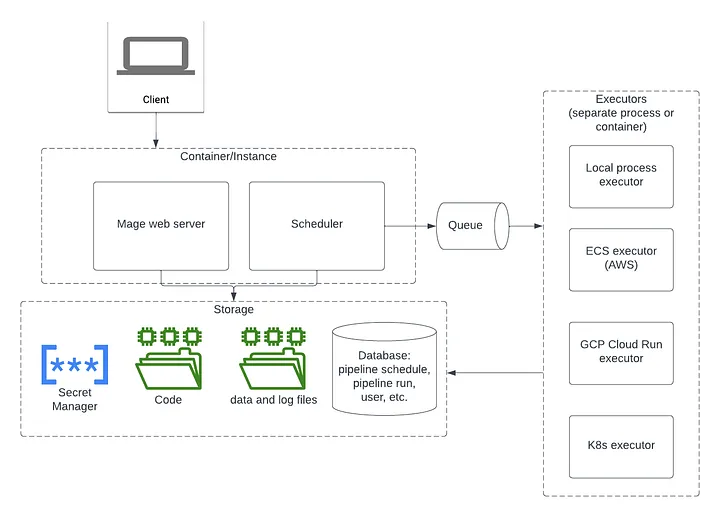 Client
Container/Instance
Mage web server
Scheduler
Queue
Executors
(separate process or
container)
Local process
executor
ECS executor
(AWS)
GCP Cloud Run
executor
K8s executor
Storage
[***]
Secret
Manager
Code
data and log files
Database:
pipeline schedule,
pipeline run,
user, etc.